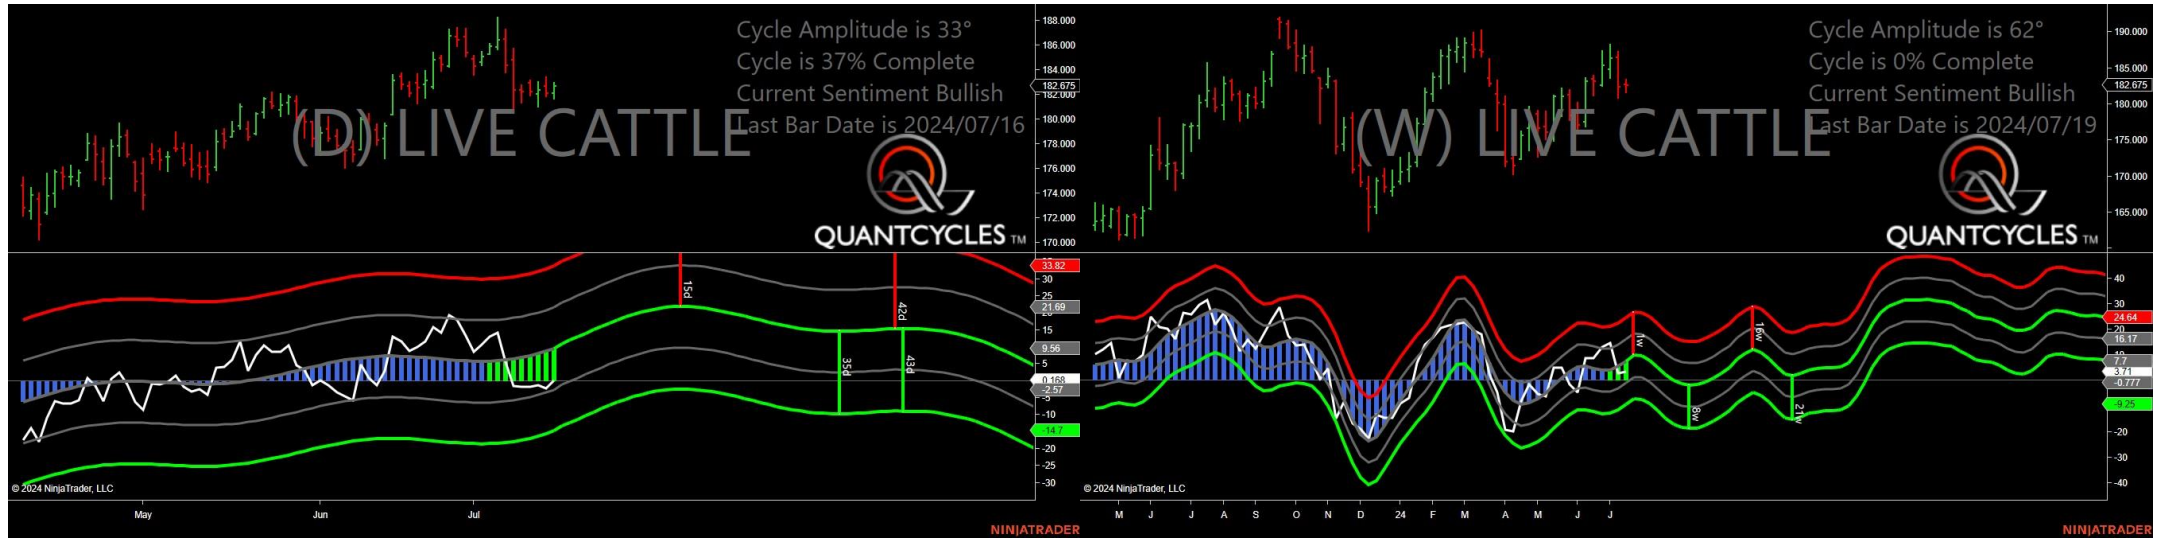 Cycle Amplitude is 33°
Cycle is 37% Complete
Current Sentiment Bullish
Last Bar Date is 2024/07/16
(D) LIVE CATTLE
QUANTCYCLES TM
188.000
186.000
184.000
182.675
182.000
180.000
178.000
176.000
174.000
172.000
170.000
15d
42d
35d
43d
33.82
30
25
21.69
15
9.56
5
0.168
-2.57
-5
-10
-14.7
-20
-25
-30
© 2024 NinjaTrader, LLC
May Jun Jul
NINJATRADER
Cycle Amplitude is 62°
Cycle is 0% Complete
Current Sentiment Bullish
Last Bar Date is 2024/07/19
(W) LIVE CATTLE
QUANTCYCLES TM
190.000
185.000
182.675
180.000
175.000
170.000
165.000
1w
16w
8w
21w
40
30
24.64
20
16.17
7.7
3.71
-0.777
-9.25
-20
-30
-40
© 2024 NinjaTrader, LLC
M J J A S O N D 24 F M A M J J
NINJATRADER